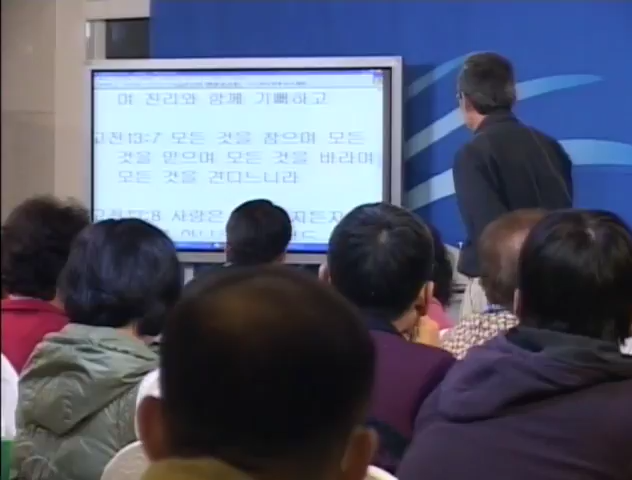 며 진리와 함께 기뻐하고
고전13:7 모든 것을 참으며 모든
것을 믿으며 모든 것을 바라며
모든 것을 견디느니라
사랑은